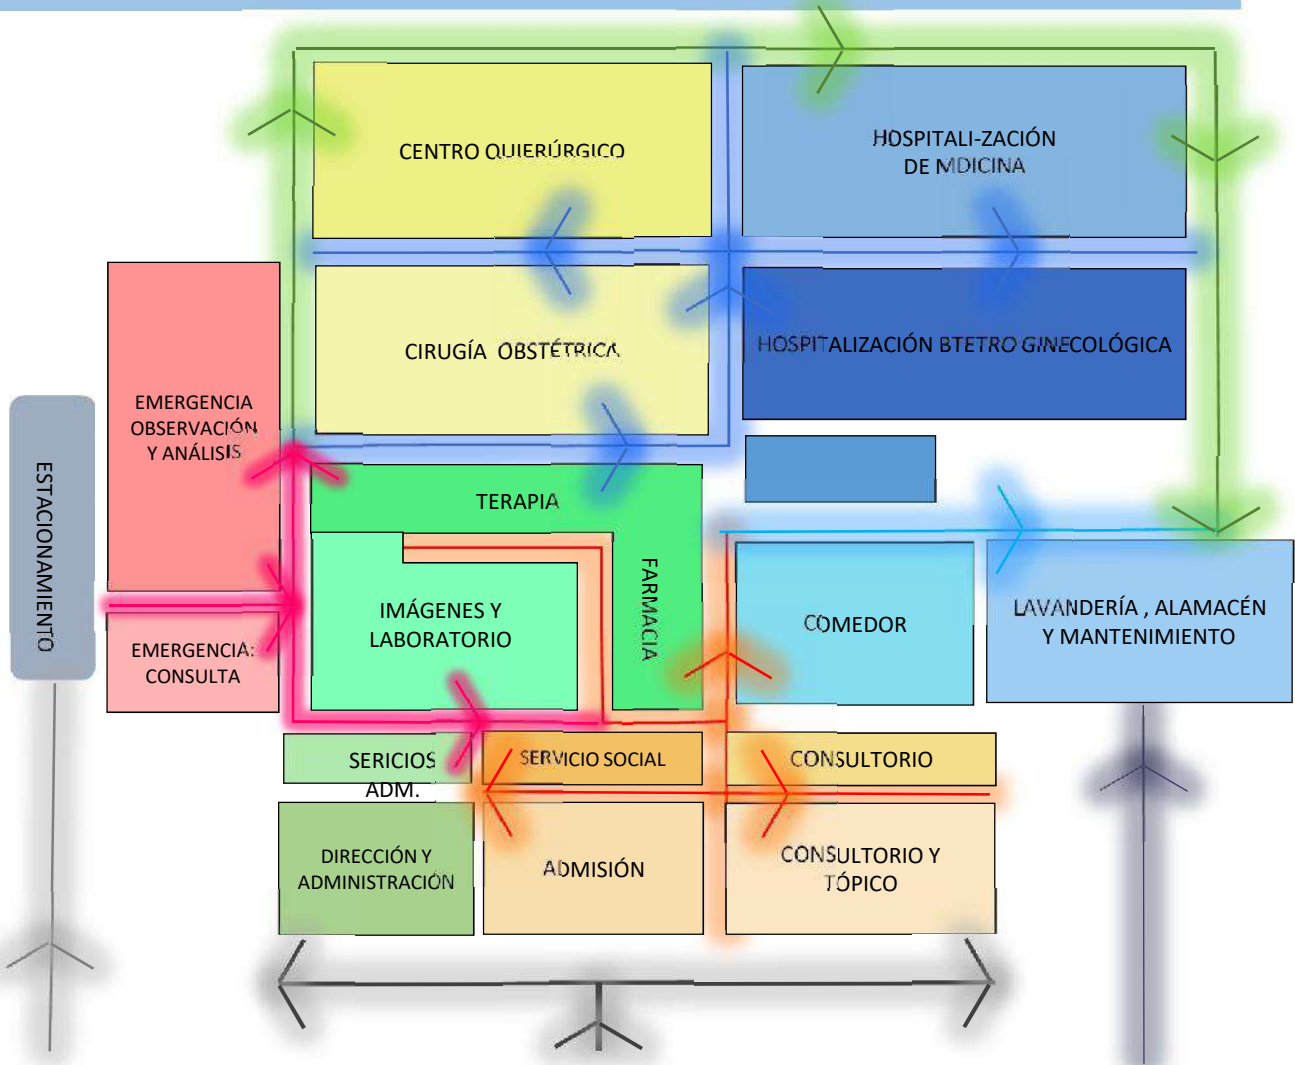 CENTRO QUIERÚRGICO
HOSPITALI-ZACIÓN
DE MDICINA
CIRUGÍA OBSTÉTRICA
HOSPITALIZACIÓN BTETRO GINECOLÓGICA
EMERGENCIA
OBSERVACIÓN
Y ANÁLISIS
ESTACIONAMIENTO
TERAPIA
FARMACIA
IMÁGENES Y
LABORATORIO
COMEDOR
LAVANDERÍA , ALAMACÉN
Y MANTENIMIENTO
EMERGENCIA:
CONSULTA
SERICIOS
ADM.
SERVICIO SOCIAL
CONSULTORIO
DIRECCIÓN Y
ADMINISTRACIÓN
ADMISIÓN
CONSULTORIO Y
TÓPICO